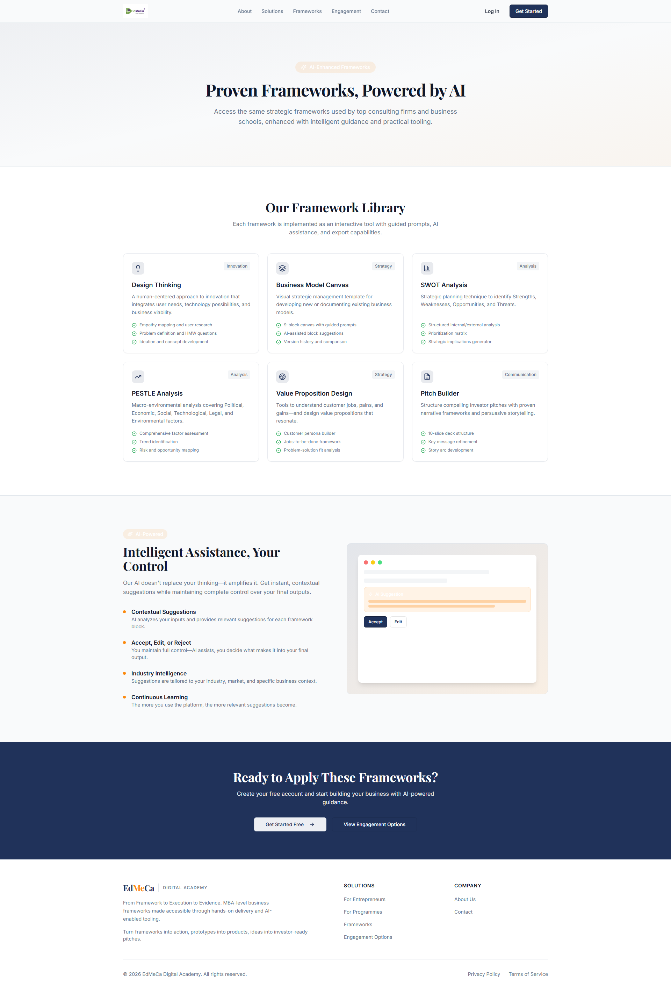 EdMeCa²
About
Solutions
Frameworks
Engagement
Contact
Log In
Get Started
AI-Enhanced Frameworks
Proven Frameworks, Powered by AI
Access the same strategic frameworks used by top consulting firms and business
schools, enhanced with intelligent guidance and practical tooling.
Our Framework Library
Each framework is implemented as an interactive tool with guided prompts, AI
assistance, and export capabilities.
Innovation
Design Thinking
A human-centered approach to innovation that
integrates user needs, technology possibilities, and
business viability.
Empathy mapping and user research
Problem definition and HMW questions
Ideation and concept development
Strategy
Business Model Canvas
Visual strategic management template for
developing new or documenting existing business
models.
9-block canvas with guided prompts
AI-assisted block suggestions
Version history and comparison
Analysis
SWOT Analysis
Strategic planning technique to identify Strengths,
Weaknesses, Opportunities, and Threats.
Structured internal/external analysis
Prioritization matrix
Strategic implications generator
Analysis
PESTLE Analysis
Macro-environmental analysis covering Political,
Economic, Social, Technological, Legal, and
Environmental factors.
Comprehensive factor assessment
Trend identification
Risk and opportunity mapping
Strategy
Value Proposition Design
Tools to understand customer jobs, pains, and
gains—and design value propositions that
resonate.
Customer persona builder
Jobs-to-be-done framework
Problem-solution fit analysis
Communication
Pitch Builder
Structure compelling investor pitches with proven
narrative frameworks and persuasive storytelling.
10-slide deck structure
Key message refinement
Story arc development
AI-Powered
Intelligent Assistance, Your
Control
Our AI doesn't replace your thinking—it amplifies it. Get instant, contextual
suggestions while maintaining complete control over your final outputs.
Contextual Suggestions
AI analyzes your inputs and provides relevant suggestions for each framework
block.
Accept, Edit, or Reject
You maintain full control—AI assists, you decide what makes it into your final
output.
Industry Intelligence
Suggestions are tailored to your industry, market, and specific business context.
Continuous Learning
The more you use the platform, the more relevant suggestions become.
AI Suggestion
Accept
Edit
Ready to Apply These Frameworks?
Create your free account and start building your business with AI-powered
guidance.
Get Started Free
View Engagement Options
EdMeCa
DIGITAL ACADEMY
From Framework to Execution to Evidence. MBA-level business
frameworks made accessible through hands-on delivery and AI-
enabled tooling.
Turn frameworks into action, prototypes into products, ideas into investor-ready
pitches.
SOLUTIONS
For Entrepreneurs
For Programmes
Frameworks
Engagement Options
COMPANY
About Us
Contact
© 2026 EdMeCa Digital Academy. All rights reserved.
Privacy Policy
Terms of Service